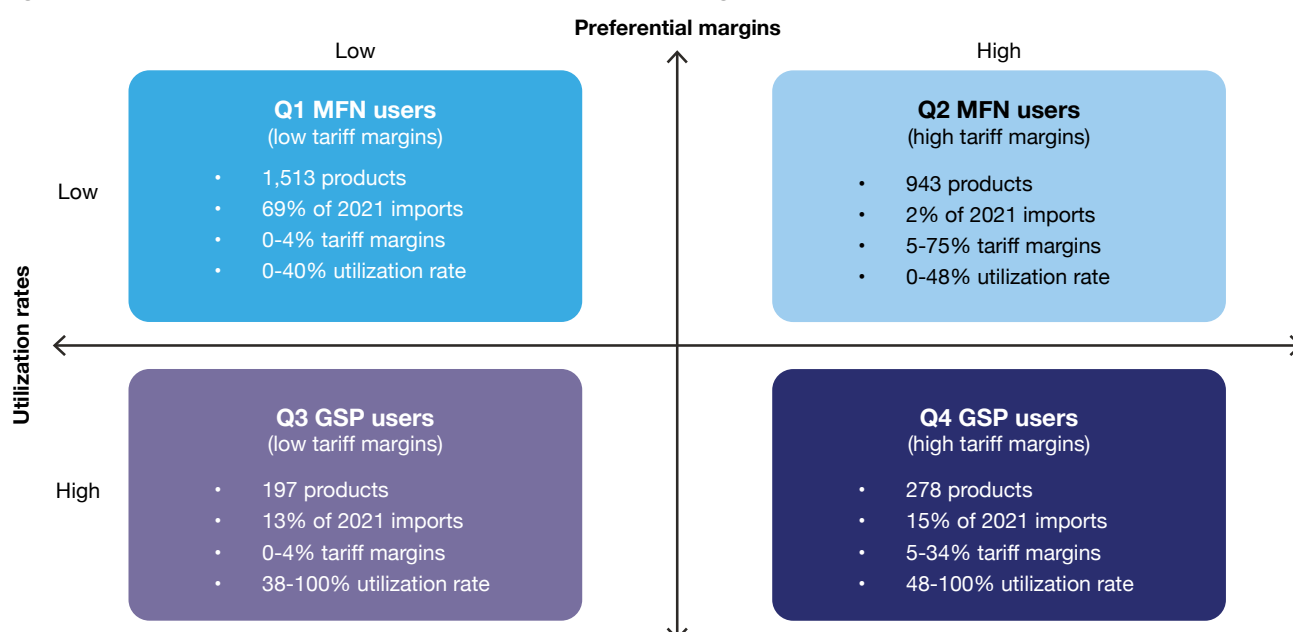 Preferential margins
Low
High
Q1 MFN users
(low tariff margins)
• 1,513 products
• 69% of 2021 imports
• 0-4% tariff margins
• 0-40% utilization rate
Q2 MFN users
(high tariff margins)
• 943 products
• 2% of 2021 imports
• 5-75% tariff margins
• 0-48% utilization rate
Low
Utilization rates
High
Q3 GSP users
(low tariff margins)
• 197 products
• 13% of 2021 imports
• 0-4% tariff margins
• 38-100% utilization rate
Q4 GSP users
(high tariff margins)
• 278 products
• 15% of 2021 imports
• 5-34% tariff margins
• 48-100% utilization rate